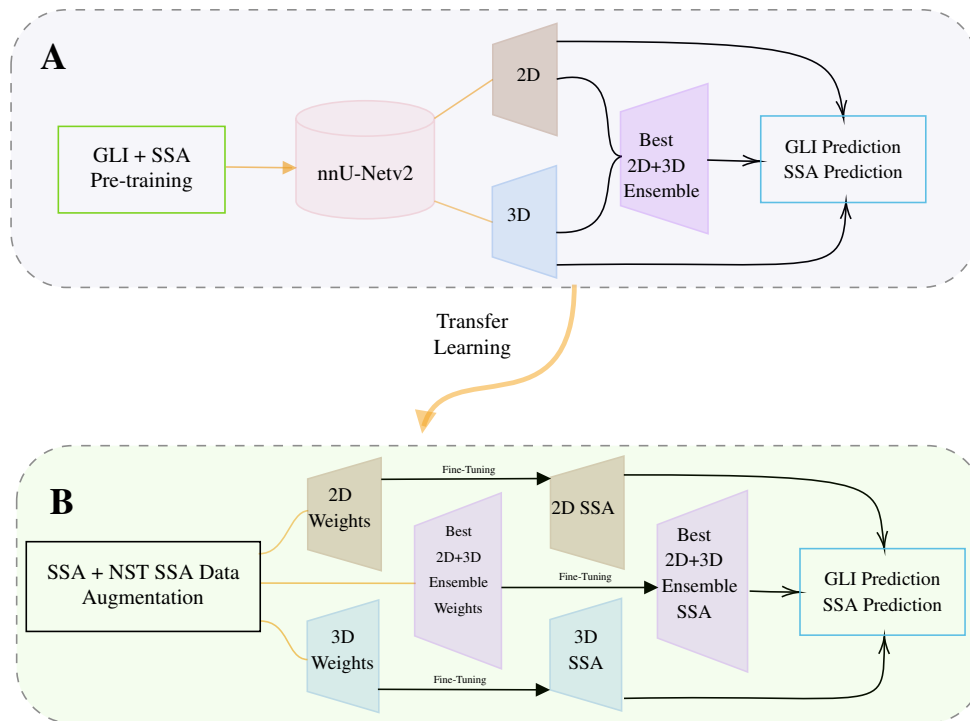 A
GLI + SSA
Pre-training
nnU-Netv2
2D
3D
Best
2D+3D
Ensemble
GLI Prediction
SSA Prediction
Transfer
Learning
B
SSA + NST SSA Data
Augmentation
2D
Weights
Fine-Tuning
2D SSA
Best
2D+3D
Ensemble
Weights
Fine-Tuning
Best
2D+3D
Ensemble
SSA
3D
Weights
Fine-Tuning
3D
SSA
GLI Prediction
SSA Prediction